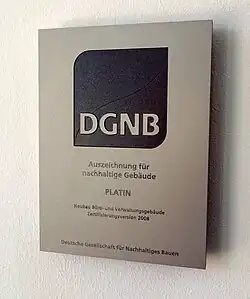 DGNB
Auszeichnung für
nachhaltige Gebäude
PLATIN
Neubau Büro- und Verwaltungsgebäude
Zertifizierungsversion 2008
Deutsche Gesellschaft für Nachhaltiges Bauen